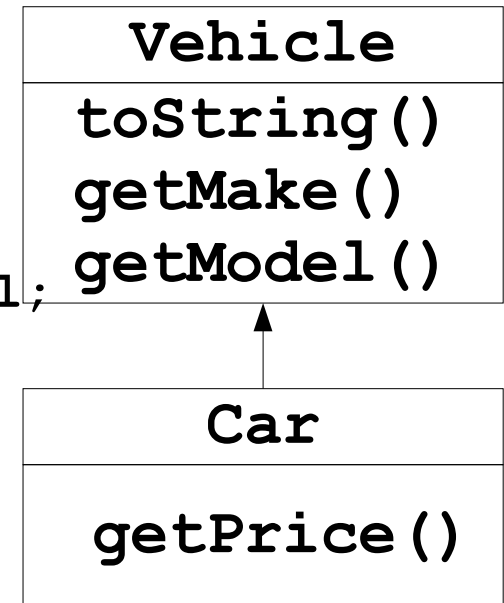 Vehicle
toString()
getMake()
getModel()
l;
Car
getPrice()